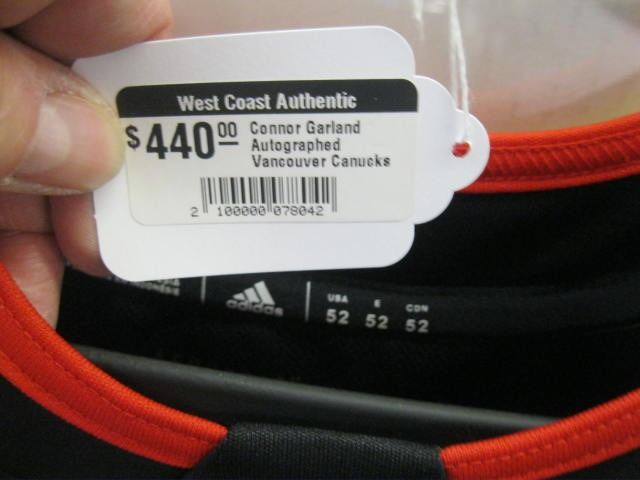 West Coast Authentic
$440.00 Connor Garland
Autographed
Vancouver Canucks
2 100000 078042
adidas
USA E CDN
52 52 52